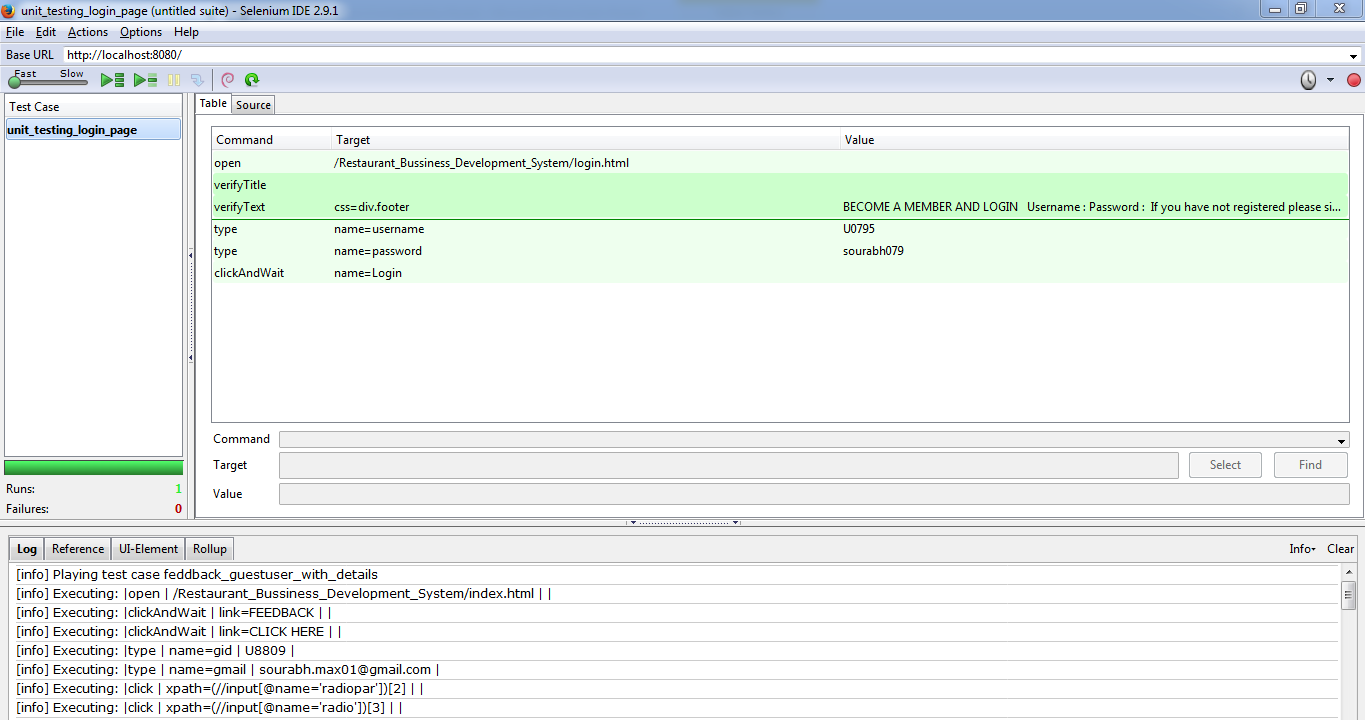 unit_testing_login_page (untitled suite) - Selenium IDE 2.9.1
File Edit Actions Options Help
Base URL http://localhost:8080/
Fast Slow
Test Case
unit_testing_login_page
Runs: 1
Failures: 0
Table Source
Command Target Value
open /Restaurant_Bussiness_Development_System/login.html
verifyTitle
verifyText css=div.footer BECOME A MEMBER AND LOGIN Username : Password : If you have not registered please si...
type name=username U0795
type name=password sourabh079
clickAndWait name=Login
Command
Target Select Find
Value
Log Reference UI-Element Rollup Info Clear
[info] Playing test case feddback_guestuser_with_details
[info] Executing: |open | /Restaurant_Bussiness_Development_System/index.html | |
[info] Executing: |clickAndWait | link=FEEDBACK | |
[info] Executing: |clickAndWait | link=CLICK HERE | |
[info] Executing: |type | name=gid | U8809 |
[info] Executing: |type | name=gmail | sourabh.max01@gmail.com |
[info] Executing: |click | xpath=(//input[@name='radiopar'])[2] | |
[info] Executing: |click | xpath=(//input[@name='radio'])[3] | |